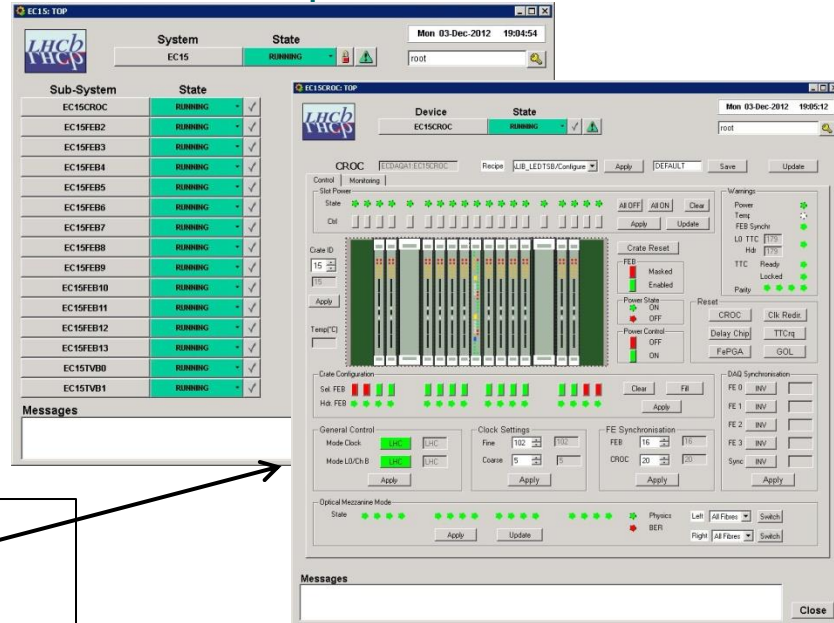 EC15: TOP
LHCb
System
State
Mon 03-Dec-2012 19:04:54
EC15
RUNNING
root
Sub-System
State
EC15CROC RUNNING
EC15FEB2 RUNNING
EC15FEB3 RUNNING
EC15FEB4 RUNNING
EC15FEB5 RUNNING
EC15FEB6 RUNNING
EC15FEB7 RUNNING
EC15FEB8 RUNNING
EC15FEB9 RUNNING
EC15FEB10 RUNNING
EC15FEB11 RUNNING
EC15FEB12 RUNNING
EC15FEB13 RUNNING
EC15TVB0 RUNNING
EC15TVB1 RUNNING
Messages
EC15CROC: TOP
LHCb
Device
State
Mon 03-Dec-2012 19:05:12
EC15CROC
RUNNING
root
CROC ECDAQA1:EC15CROC Recipe \LIB_LEDTSB/Configure Apply DEFAULT Save Update
Control Monitoring
Slot Power
State
All OFF All ON Clear
Ctrl
Apply Update
Crate ID
15
15
Apply
Temp(°C)
Crate Reset
FEB
Masked
Enabled
Power State
ON
OFF
Power Control
OFF
ON
Warnings
Power
Temp
FEB Synchr
L0 TTC 179
Hdr 179
TTC Ready
Locked
Parity
Reset
CROC Clk Redir.
Delay Chip TTCrq
FePGA GOL
Crate Configuration
Sel. FEB
Clear Fill
Hdr. FEB
Apply
DAQ Synchronisation
FE 0 INV
FE 1 INV
FE 2 INV
FE 3 INV
Sync INV
Apply
General Control
Mode Clock LHC LHC
Mode L0/Ch B LHC LHC
Apply
Clock Settings
Fine 102 102
Coarse 5 5
Apply
FE Synchronisation
FEB 16 16
CROC 20 20
Apply
Optical Mezzanine Mode
State
Physics
BER
Left All Fibres Switch
Right All Fibres Switch
Apply Update
Messages
Close